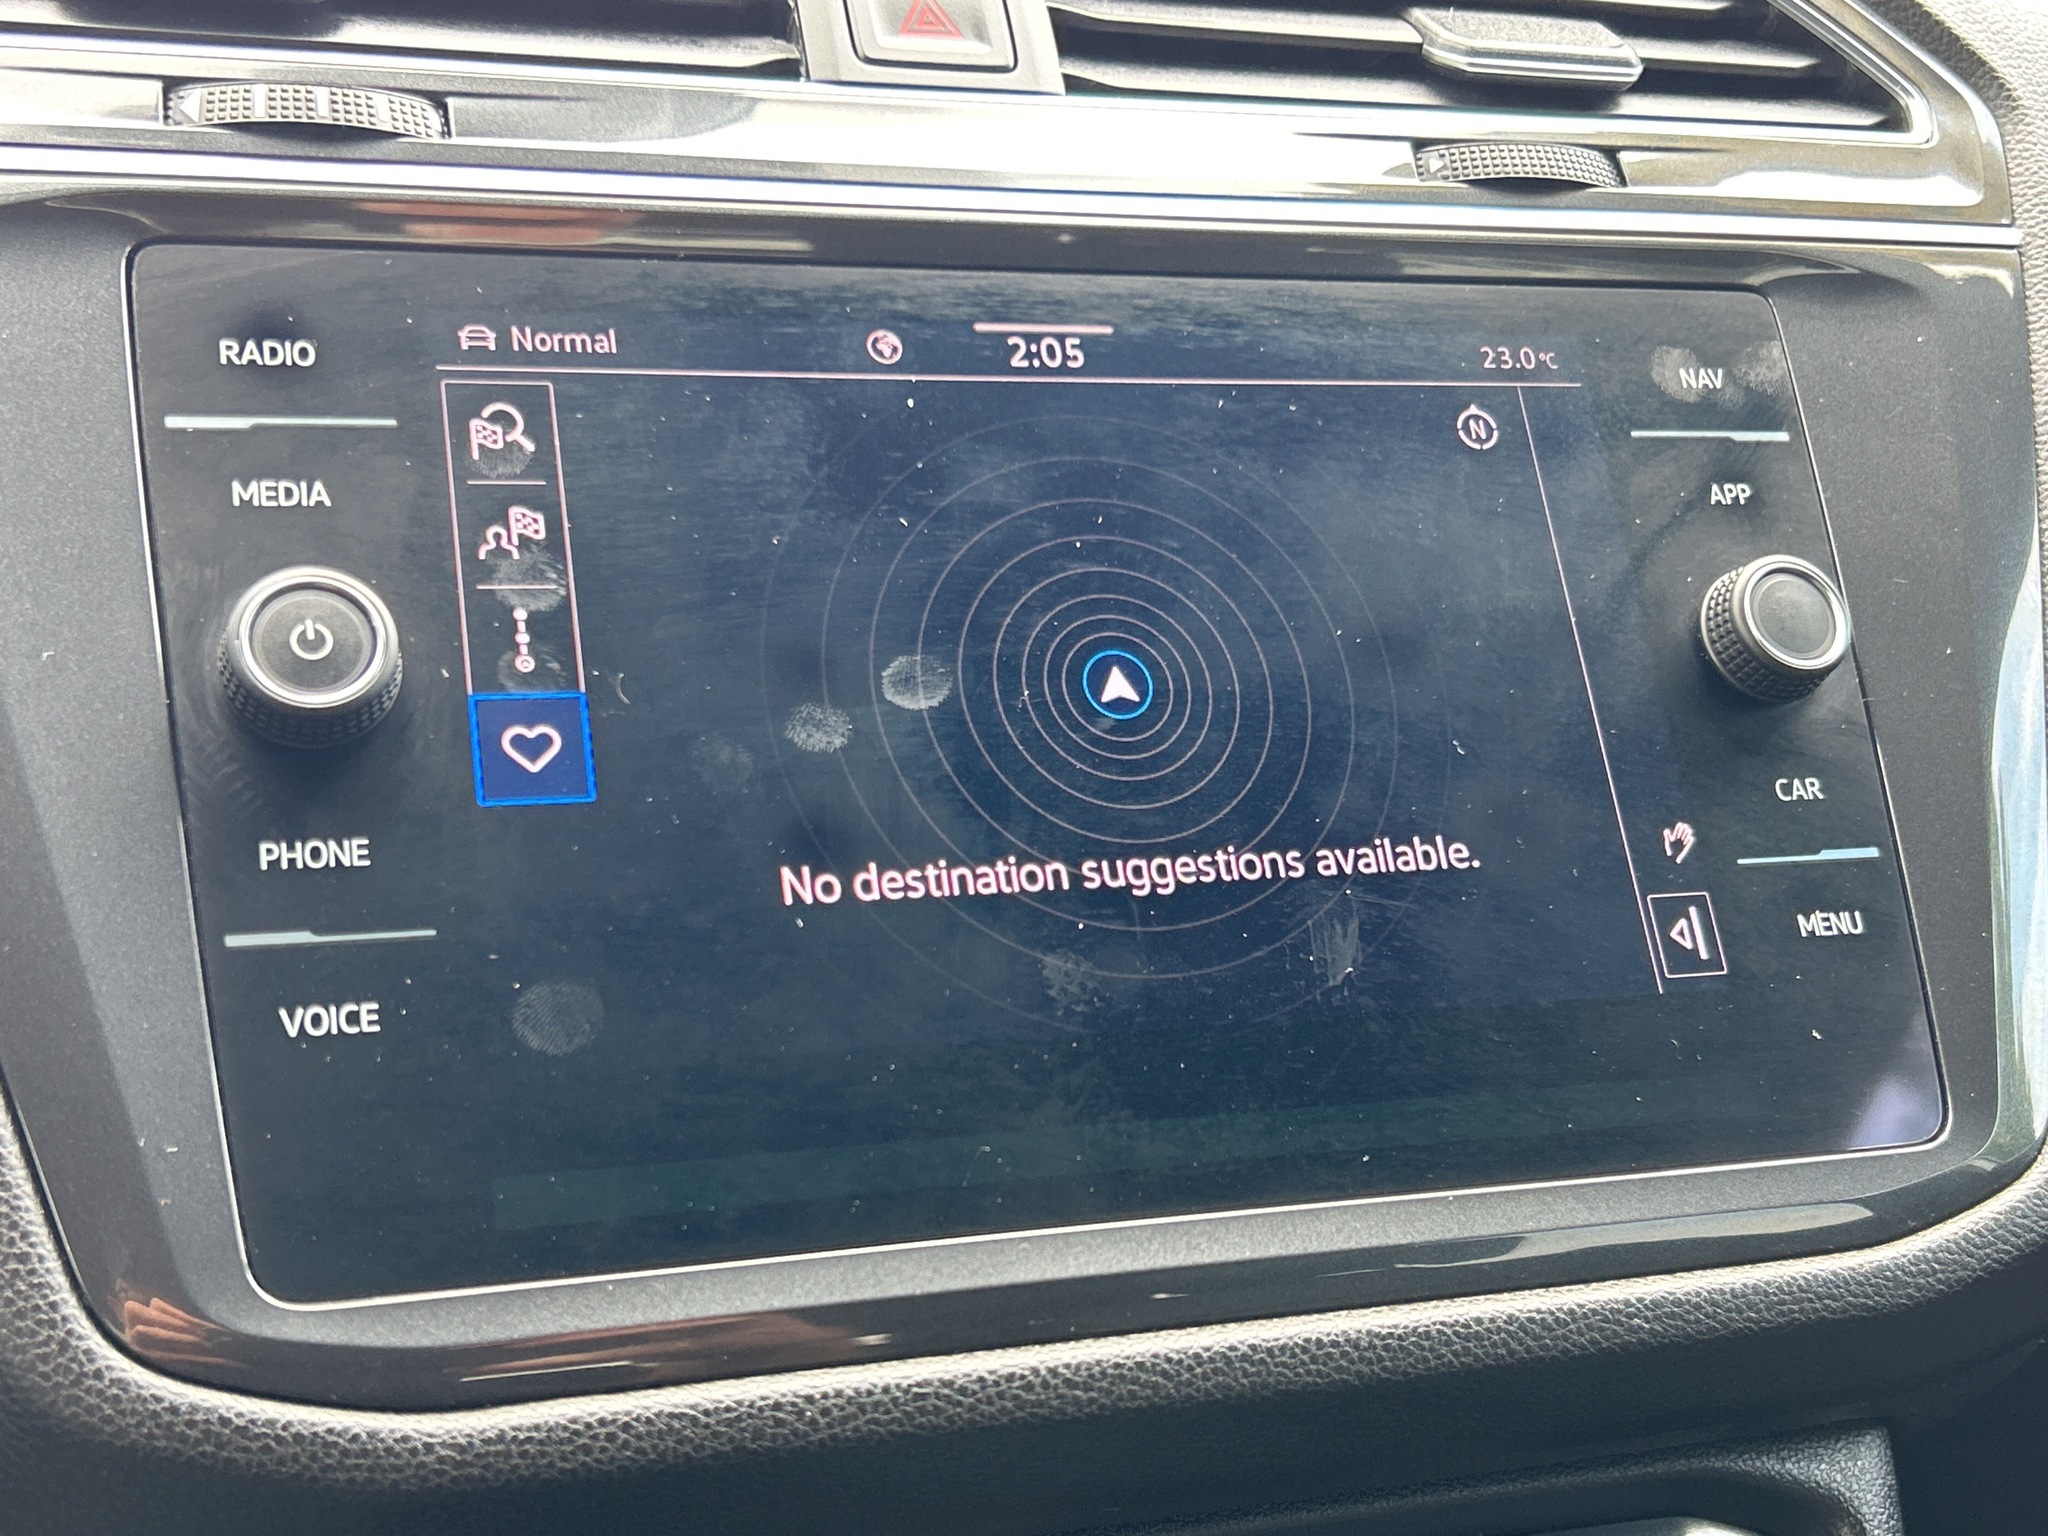 Normal
2:05
23.0°C
N
RADIO
MEDIA
PHONE
VOICE
No destination suggestions available.
NAV
APP
CAR
MENU